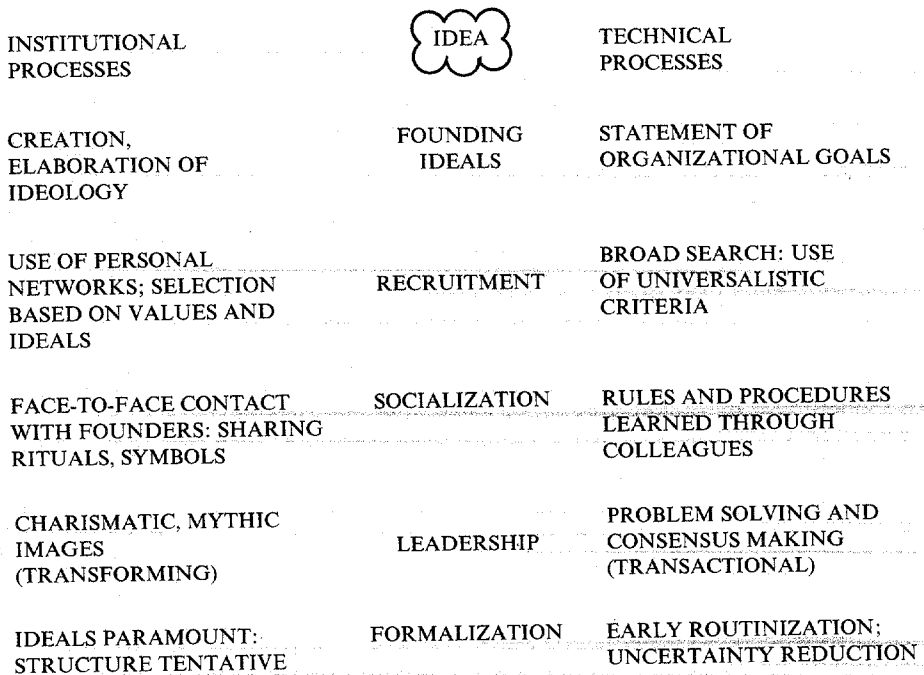 INSTITUTIONAL
PROCESSES
IDEA
TECHNICAL
PROCESSES
CREATION,
ELABORATION OF
IDEOLOGY
FOUNDING
IDEALS
STATEMENT OF
ORGANIZATIONAL GOALS
USE OF PERSONAL
NETWORKS; SELECTION
BASED ON VALUES AND
IDEALS
RECRUITMENT
BROAD SEARCH: USE
OF UNIVERSALISTIC
CRITERIA
FACE-TO-FACE CONTACT
WITH FOUNDERS: SHARING
RITUALS, SYMBOLS
SOCIALIZATION
RULES AND PROCEDURES
LEARNED THROUGH
COLLEAGUES
CHARISMATIC, MYTHIC
IMAGES
(TRANSFORMING)
LEADERSHIP
PROBLEM SOLVING AND
CONSENSUS MAKING
(TRANSACTIONAL)
IDEALS PARAMOUNT:
STRUCTURE TENTATIVE
FORMALIZATION
EARLY ROUTINIZATION;
UNCERTAINTY REDUCTION